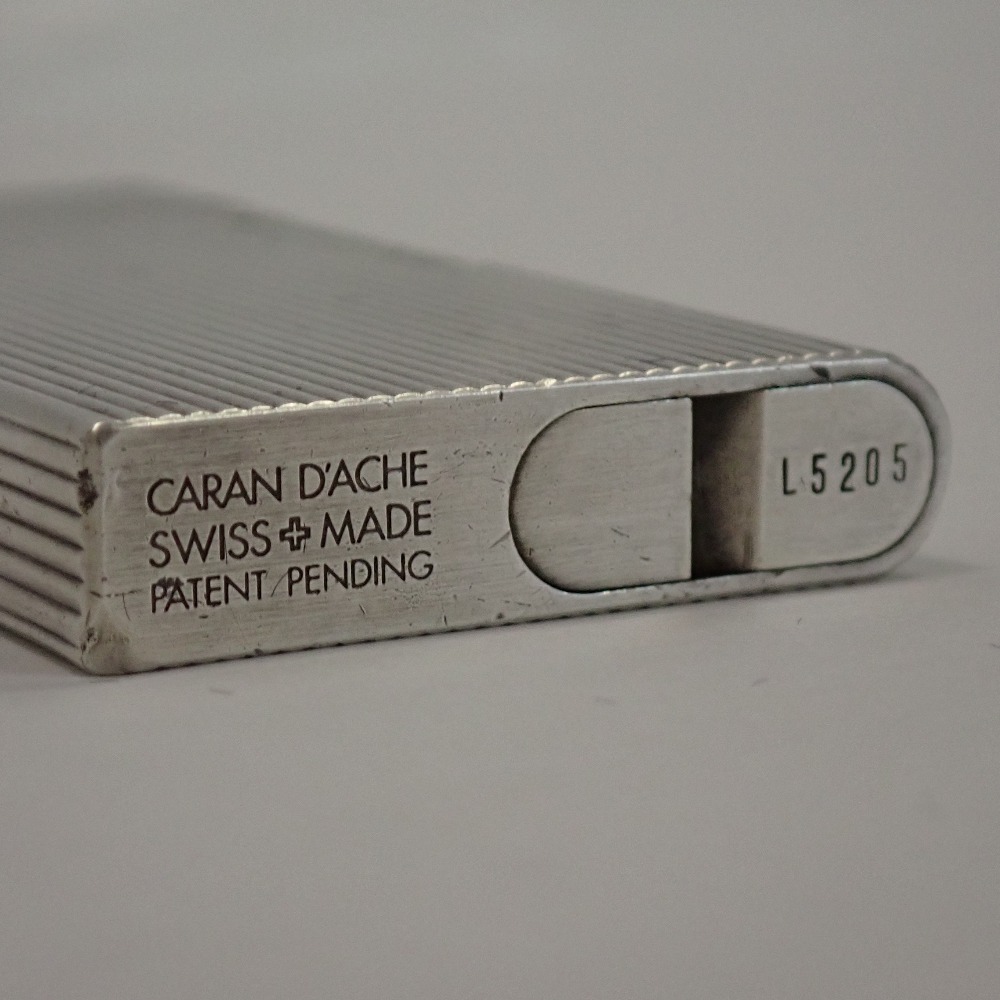 CARAN D'ACHE
SWISS MADE
PATENT PENDING
L5205